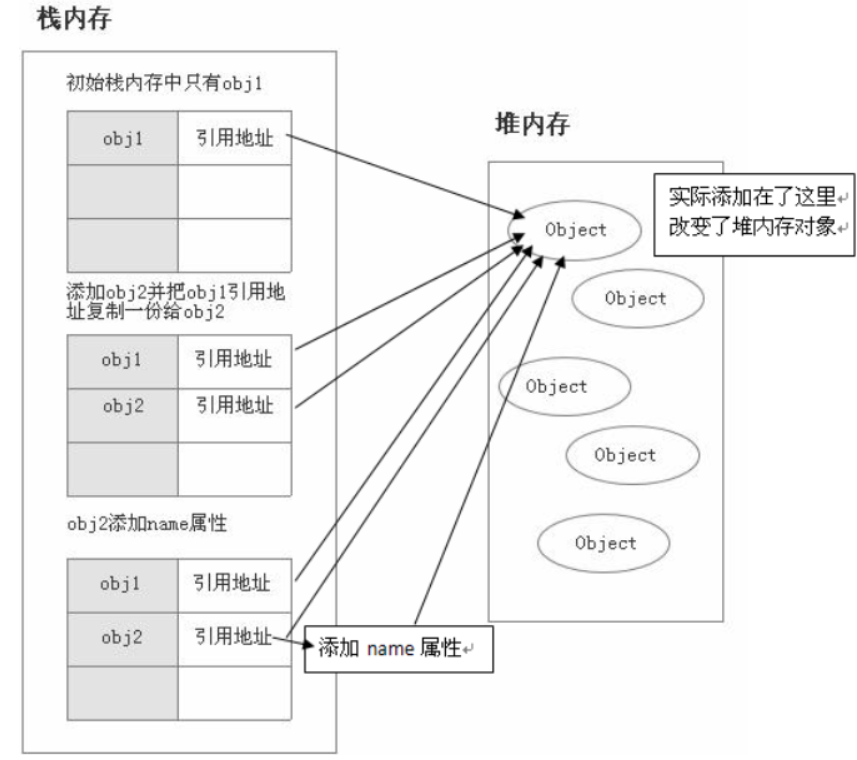 栈内存
初始栈内存中只有obj1
obj1 引用地址
添加obj2并把obj1引用地
址复制一份给obj2
obj1 引用地址
obj2 引用地址
obj2添加name属性
obj1 引用地址
obj2 引用地址
添加 name 属性↵
堆内存
实际添加在了这里↵
改变了堆内存对象↵
Object
Object
Object
Object
Object